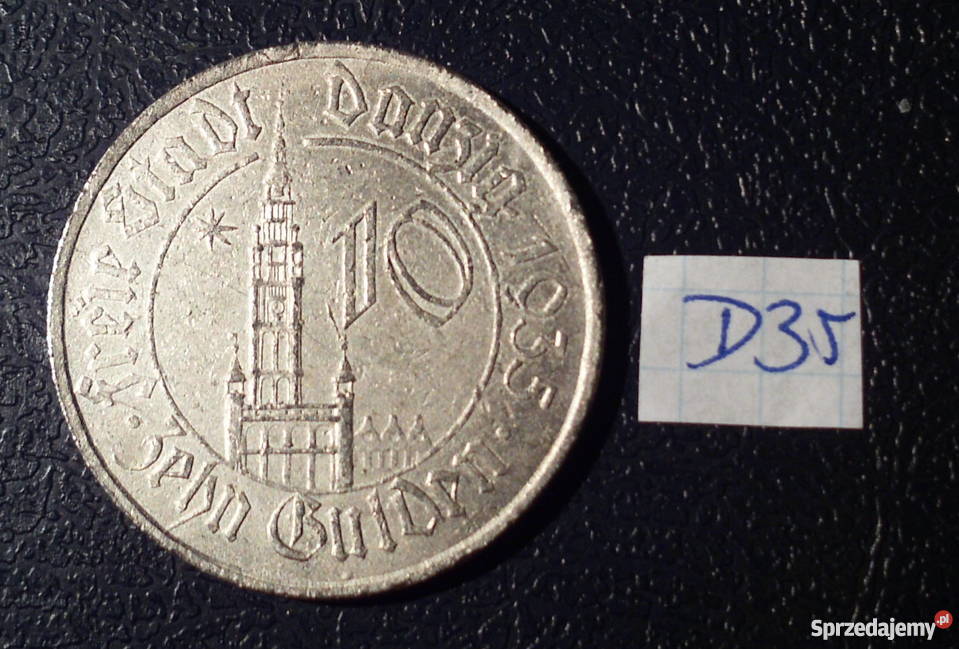 Freie Stadt Danzig 1935
10
Zehn Gulden
D35
Sprzedajemy.pl